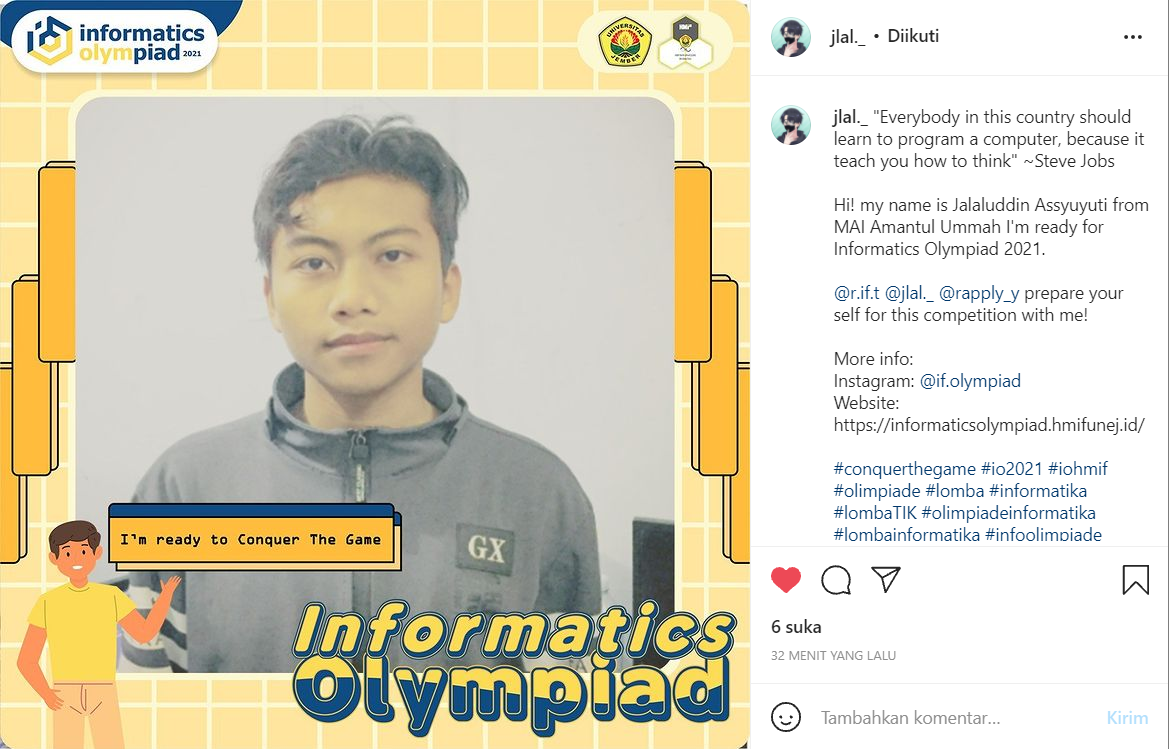 informatics
olympiad 2021
UNIVERSITAS
JEMBER
I'm ready to Conquer The Game
GX
Informatics
Olympiad
jlal._ • Diikuti
jlal._ "Everybody in this country should
learn to program a computer, because it
teach you how to think" ~Steve Jobs
Hi! my name is Jalaluddin Assyuyuti from
MAI Amantul Ummah I'm ready for
Informatics Olympiad 2021.
@r.if.t @jlal._ @rapply_y prepare your
self for this competition with me!
More info:
Instagram: @if.olympiad
Website:
https://informaticsolympiad.hmifunej.id/
#conquerthegame #io2021 #iohmif
#olimpiade #lomba #informatika
#lombaTIK #olimpiadeinformatika
#lombainformatika #infoolimpiade
6 suka
32 MENIT YANG LALU
Tambahkan komentar...
Kirim